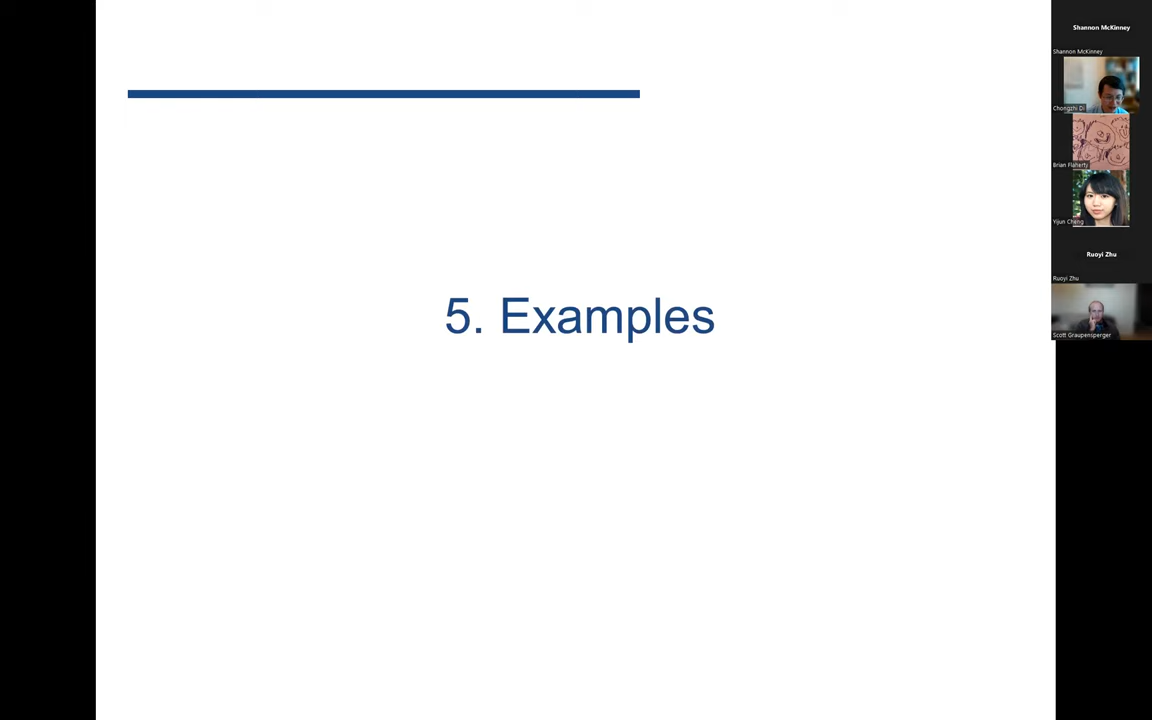 5. Examples
Shannon McKinney
Shannon McKinney
Chongzhi Di
Brian Flaherty
Yijun Cheng
Ruoyi Zhu
Ruoyi Zhu
Scott Graupensperger